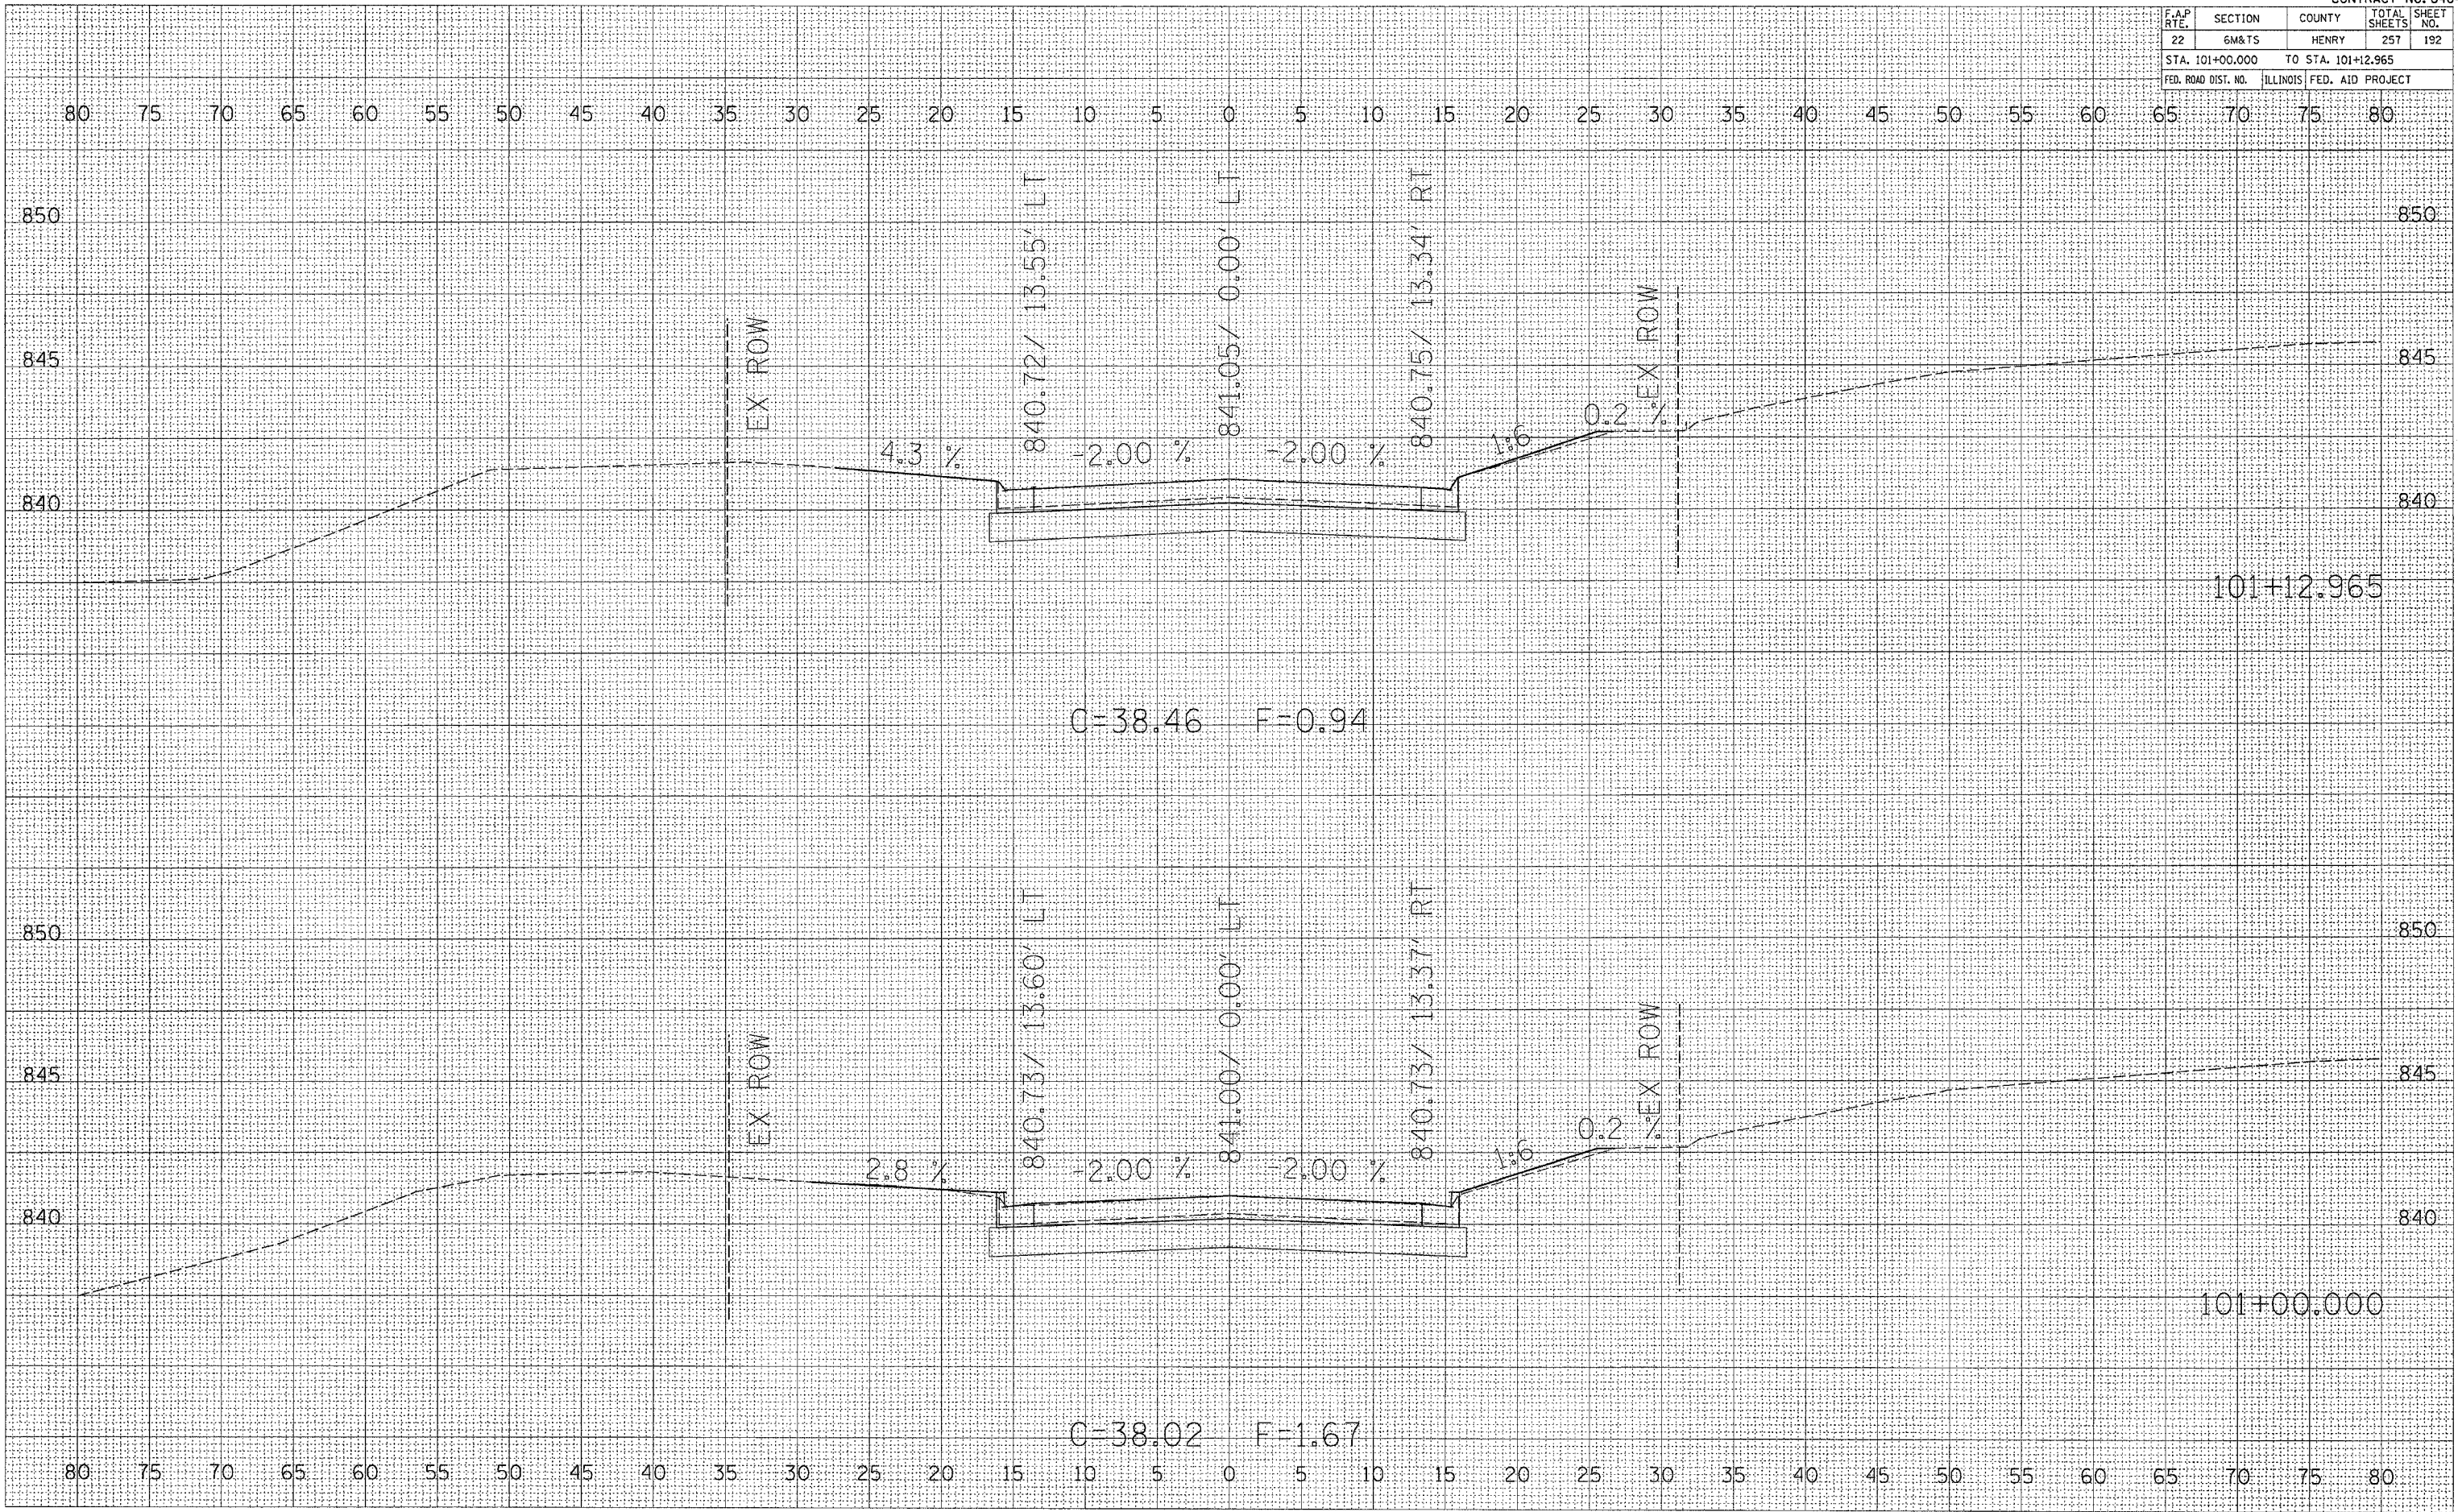 F.A.P RTE. SECTION COUNTY TOTAL SHEETS SHEET NO.
22 6M&TS HENRY 257 192
STA. 101+00.000 TO STA. 101+12.965
FED. ROAD DIST. NO. ILLINOIS FED. AID PROJECT
80 75 70 65 60 55 50 45 40 35 30 25 20 15 10 5 0 5 10 15 20 25 30 35 40 45 50 55 60 65 70 75 80
850 850
845 845
840 840
EX ROW
840.72/ 13.55' LT
841.05/ 0.00' LT
840.75/ 13.34' RT
EX ROW
4.3 % -2.00 % -2.00 % 1:6 0.2 %
101+12.965
C=38.46 F=0.94
850 850
845 845
840 840
EX ROW
840.73/ 13.60' LT
841.00/ 0.00' LT
840.73/ 13.37' RT
EX ROW
2.8 % -2.00 % -2.00 % 1:6 0.2 %
101+00.000
C=38.02 F=1.67
80 75 70 65 60 55 50 45 40 35 30 25 20 15 10 5 0 5 10 15 20 25 30 35 40 45 50 55 60 65 70 75 80